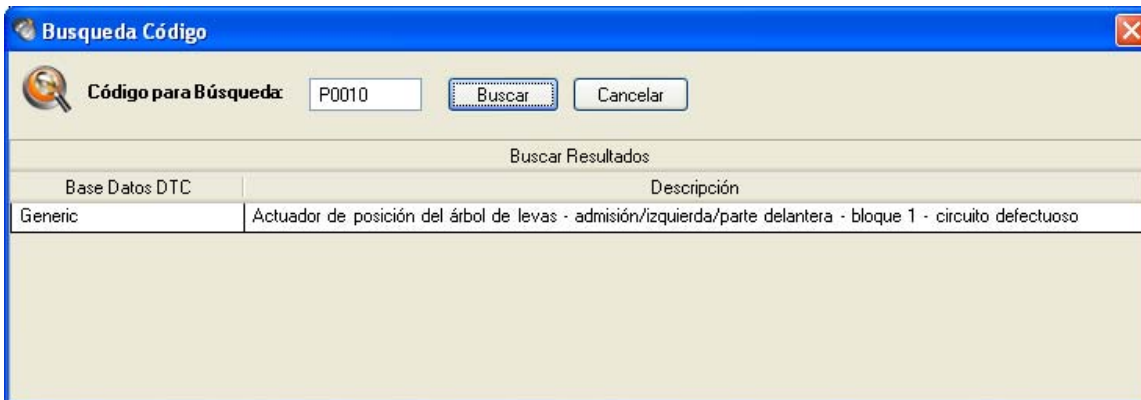 Busqueda Código
Código para Búsqueda: P0010 Buscar Cancelar
Buscar Resultados
Base Datos DTC Descripción
Generic Actuador de posición del árbol de levas - admisión/izquierda/parte delantera - bloque 1 - circuito defectuoso